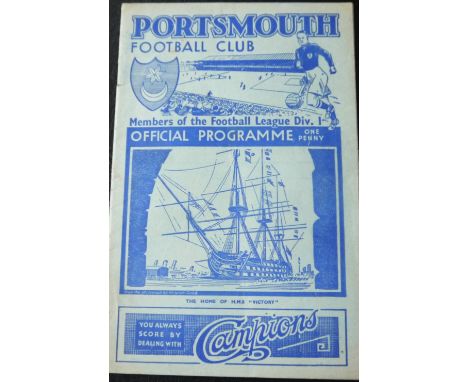 PORTSMOUTH
FOOTBALL CLUB
Members of the Football League Div. 1
OFFICIAL PROGRAMME ONE PENNY
THE HOME OF H.M.S "VICTORY"
YOU ALWAYS
SCORE BY
DEALING WITH
Campions